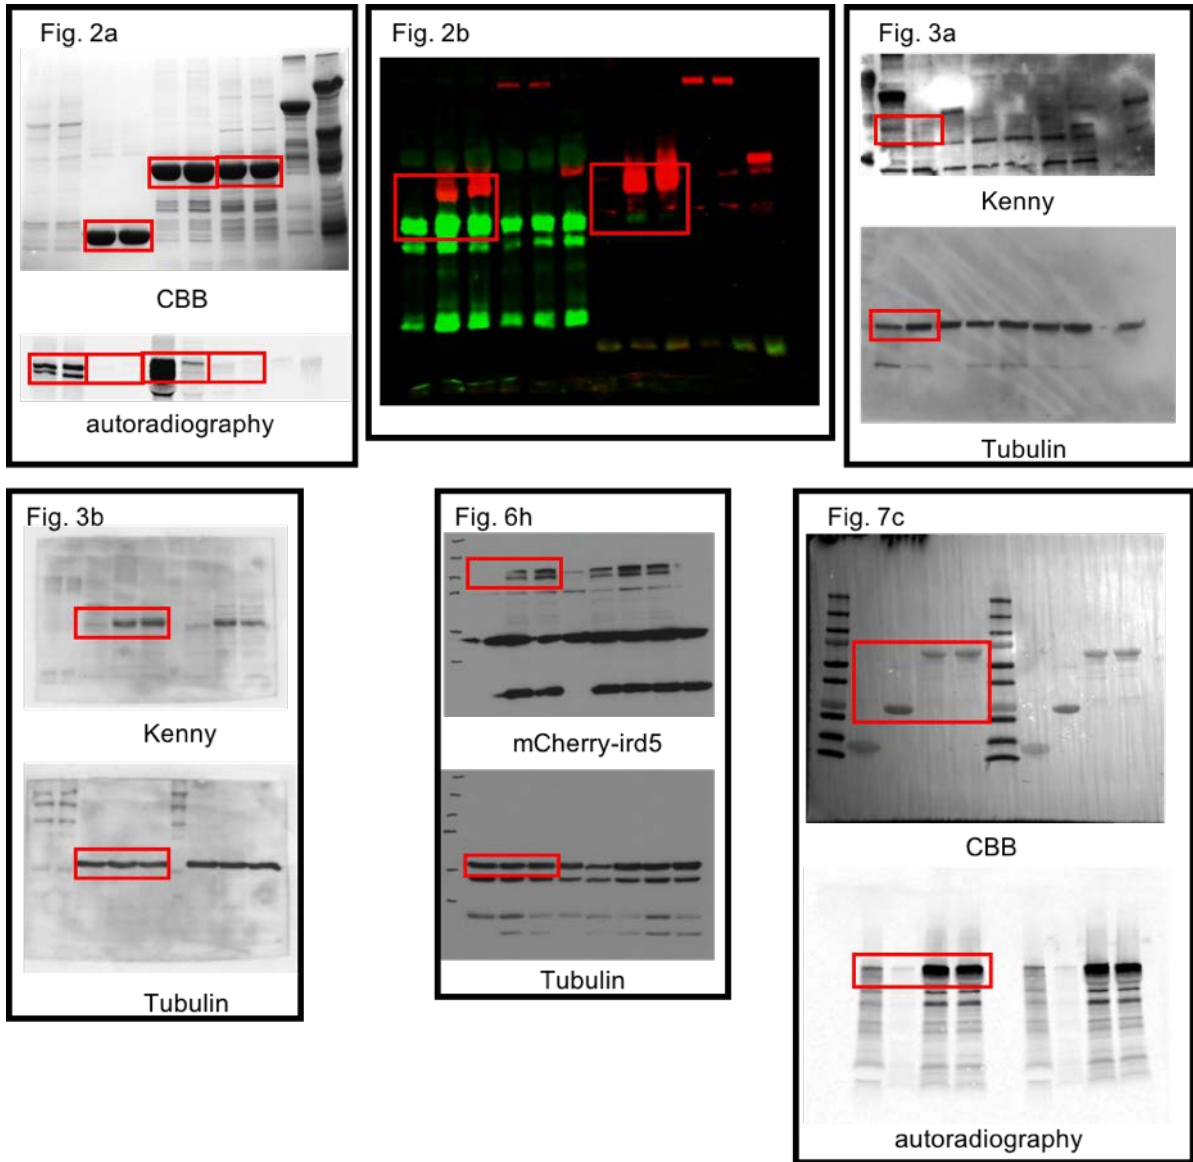 Fig. 2a
CBB
autoradiography
Fig. 2b
Fig. 3a
Kenny
Tubulin
Fig. 3b
Kenny
Tubulin
Fig. 6h
mCherry-ird5
Tubulin
Fig. 7c
CBB
autoradiography